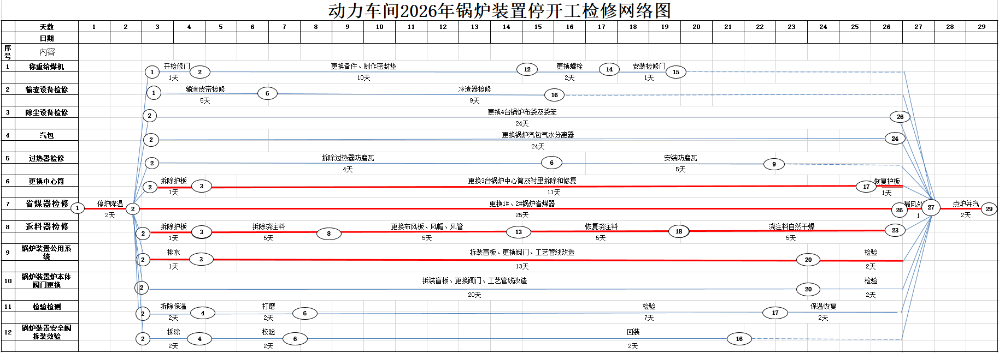 动力车间2026年锅炉装置停开工检修网络图
天数 1 2 3 4 5 6 7 8 9 10 11 12 13 14 15 16 17 18 19 20 21 22 23 24 25 26 27 28 29
日期
序号 内容
1 称重给煤机 1 开检修门 1天 2 更换备件、制作密封垫 10天 12 更换螺栓 2天 14 安装检修门 1天 15
2 输渣设备检修 1 输渣皮带检修 5天 6 冷渣器检修 9天 16
3 除尘设备检修 2 更换4台锅炉布袋及袋笼 24天 26
4 汽包 2 更换锅炉汽包气水分离器 24天 24
5 过热器检修 2 拆除过热器防磨瓦 4天 6 安装防磨瓦 5天 9
6 更换中心筒 2 拆除护板 1天 3 更换3台锅炉中心筒及衬里拆除和修复 11天 17 恢复护板 1天
7 省煤器检修 1 停炉降温 2天 2 更换1#、2#锅炉省煤器 25天 26 漏风处 1 27 点炉并汽 2天 29
8 返料器检修 2 拆除护板 1天 3 拆除浇注料 5天 8 更换布风板、风帽、风管 5天 13 恢复浇注料 5天 18 浇注料自然干燥 5天 23
9 锅炉装置公用系统 2 排水 1天 3 拆装盲板、更换阀门、工艺管线改造 13天 20 检验 2天
10 锅炉装置炉本体阀门更换 2 拆装盲板、更换阀门、工艺管线改造 20天 20 检验 2天
11 检验检测 2 拆除保温 2天 4 打磨 2天 6 检验 7天 17 保温恢复 2天
12 锅炉装置安全阀拆装效验 2 拆除 2天 4 校验 2天 6 回装 2天 16